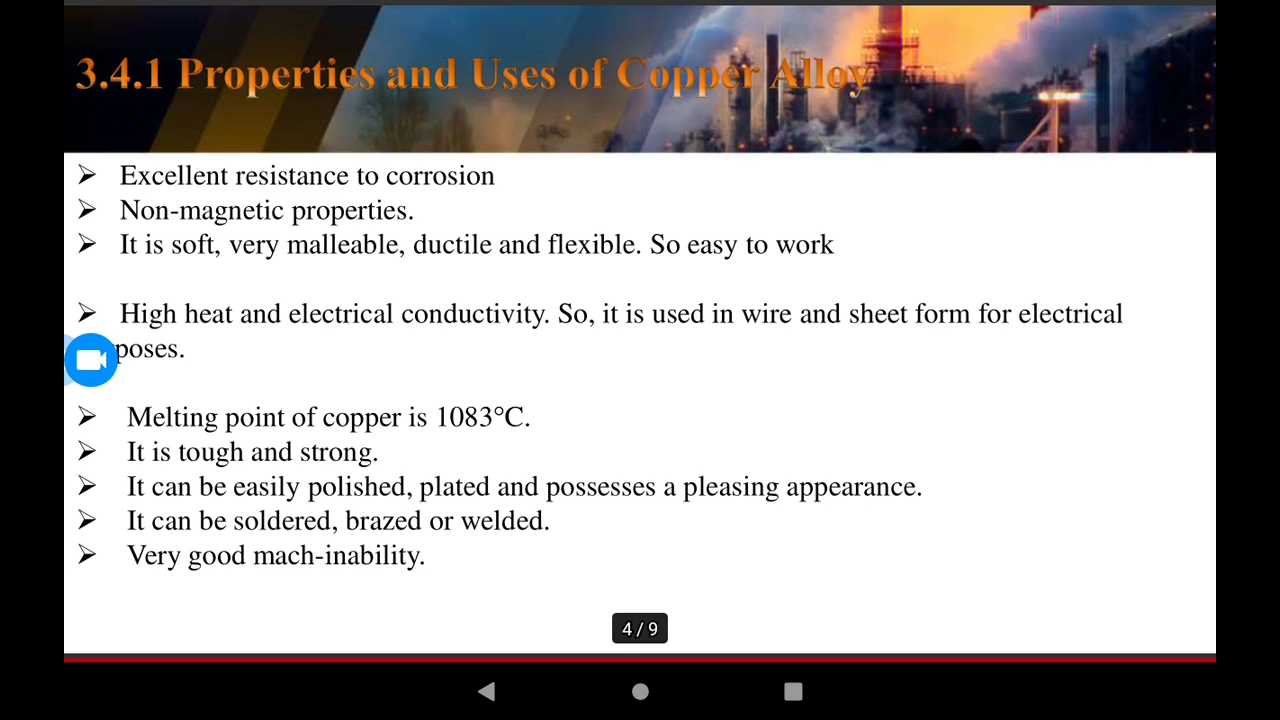 3.4.1 Properties and Uses of Copper Alloy
Excellent resistance to corrosion
Non-magnetic properties.
It is soft, very malleable, ductile and flexible. So easy to work
High heat and electrical conductivity. So, it is used in wire and sheet form for electrical
poses.
Melting point of copper is 1083°C.
It is tough and strong.
It can be easily polished, plated and possesses a pleasing appearance.
It can be soldered, brazed or welded.
Very good mach-inability.
4 / 9